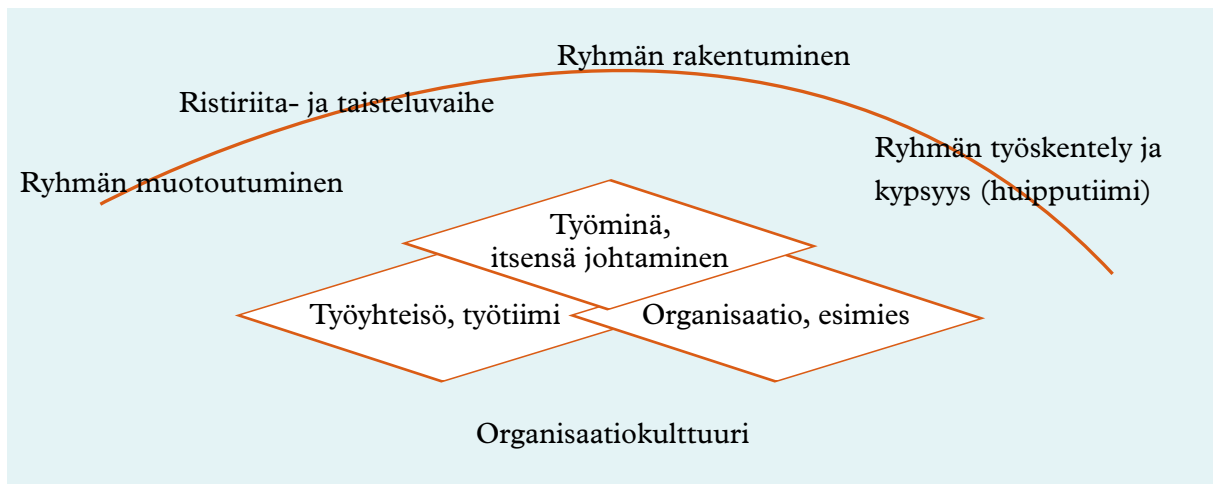 Ryhmän rakentuminen
Ristiriita- ja taisteluvaihe
Ryhmän työskentely ja
kypsyys (huipputiimi)
Ryhmän muotoutuminen
Työminä,
itsensä johtaminen
Työyhteisö, työtiimi
Organisaatio, esimies
Organisaatiokulttuuri